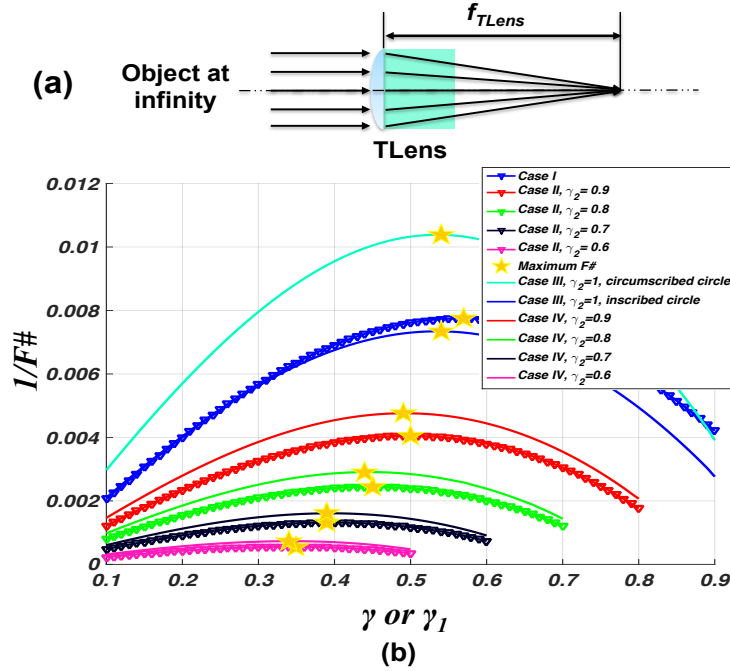 f_TLens
(a)
Object at
infinity
TLens
0.012
0.01
0.008
0.006
0.004
0.002
0
1/F#
Case I
Case II, γ₂= 0.9
Case II, γ₂= 0.8
Case II, γ₂= 0.7
Case II, γ₂= 0.6
Maximum F#
Case III, γ₂=1, circumscribed circle
Case III, γ₂=1, inscribed circle
Case IV, γ₂=0.9
Case IV, γ₂=0.8
Case IV, γ₂=0.7
Case IV, γ₂=0.6
0.1 0.2 0.3 0.4 0.5 0.6 0.7 0.8 0.9
γ or γ₁
(b)